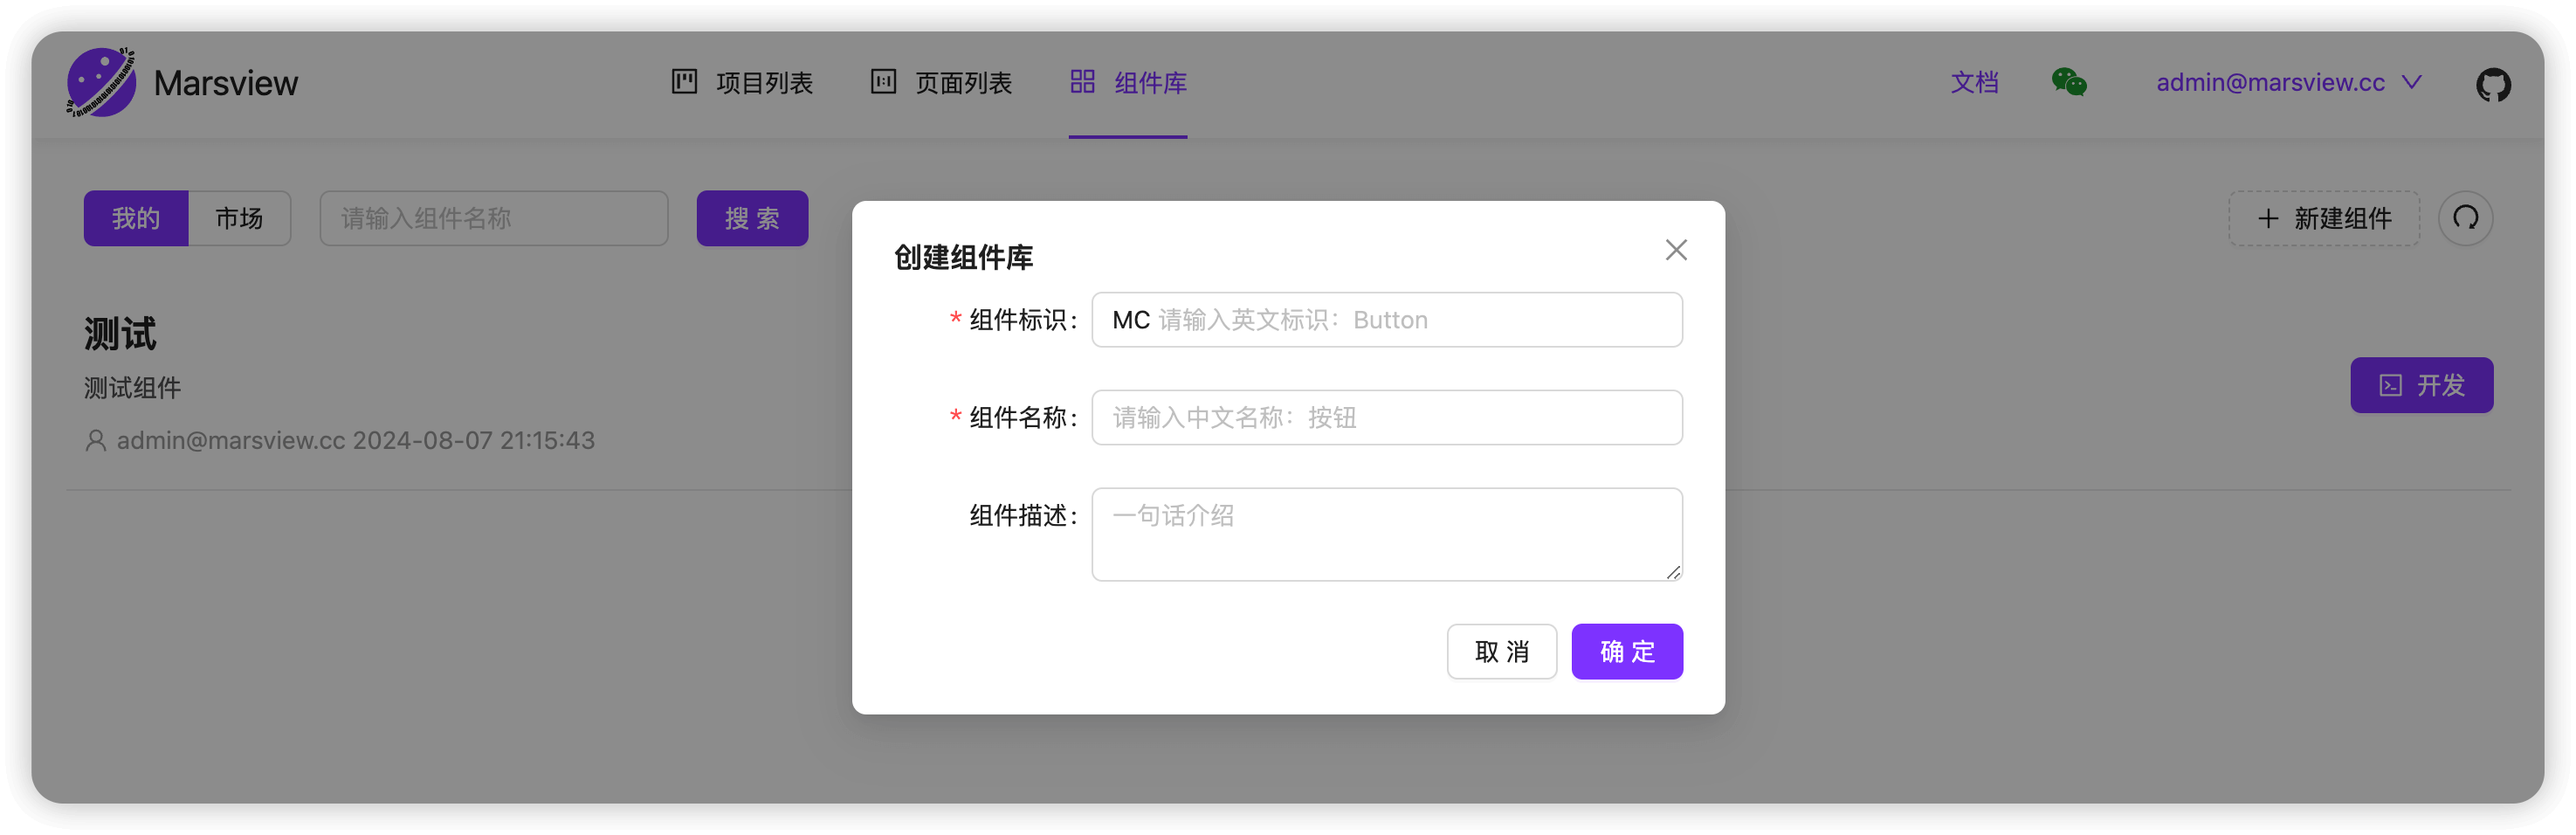 Marsview
项目列表
页面列表
组件库
文档
admin@marsview.cc
我的
市场
请输入组件名称
搜 索
新建组件
测试
测试组件
admin@marsview.cc 2024-08-07 21:15:43
开发
创建组件库
* 组件标识： MC 请输入英文标识：Button
* 组件名称： 请输入中文名称：按钮
组件描述： 一句话介绍
取 消
确 定